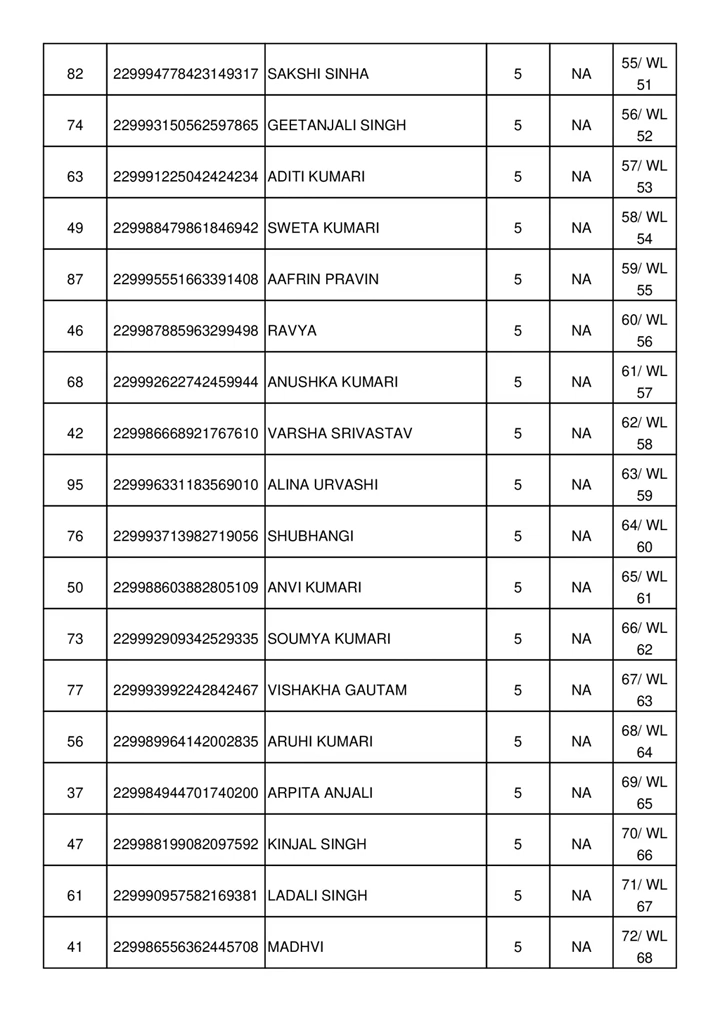 82 229994778423149317 SAKSHI SINHA 5 NA 55/ WL
51
74 229993150562597865 GEETANJALI SINGH 5 NA 56/ WL
52
63 229991225042424234 ADITI KUMARI 5 NA 57/ WL
53
49 229988479861846942 SWETA KUMARI 5 NA 58/ WL
54
87 229995551663391408 AAFRIN PRAVIN 5 NA 59/ WL
55
46 229987885963299498 RAVYA 5 NA 60/ WL
56
68 229992622742459944 ANUSHKA KUMARI 5 NA 61/ WL
57
42 229986668921767610 VARSHA SRIVASTAV 5 NA 62/ WL
58
95 229996331183569010 ALINA URVASHI 5 NA 63/ WL
59
76 229993713982719056 SHUBHANGI 5 NA 64/ WL
60
50 229988603882805109 ANVI KUMARI 5 NA 65/ WL
61
73 229992909342529335 SOUMYA KUMARI 5 NA 66/ WL
62
77 229993992242842467 VISHAKHA GAUTAM 5 NA 67/ WL
63
56 229989964142002835 ARUHI KUMARI 5 NA 68/ WL
64
37 229984944701740200 ARPITA ANJALI 5 NA 69/ WL
65
47 229988199082097592 KINJAL SINGH 5 NA 70/ WL
66
61 229990957582169381 LADALI SINGH 5 NA 71/ WL
67
41 229986556362445708 MADHVI 5 NA 72/ WL
68